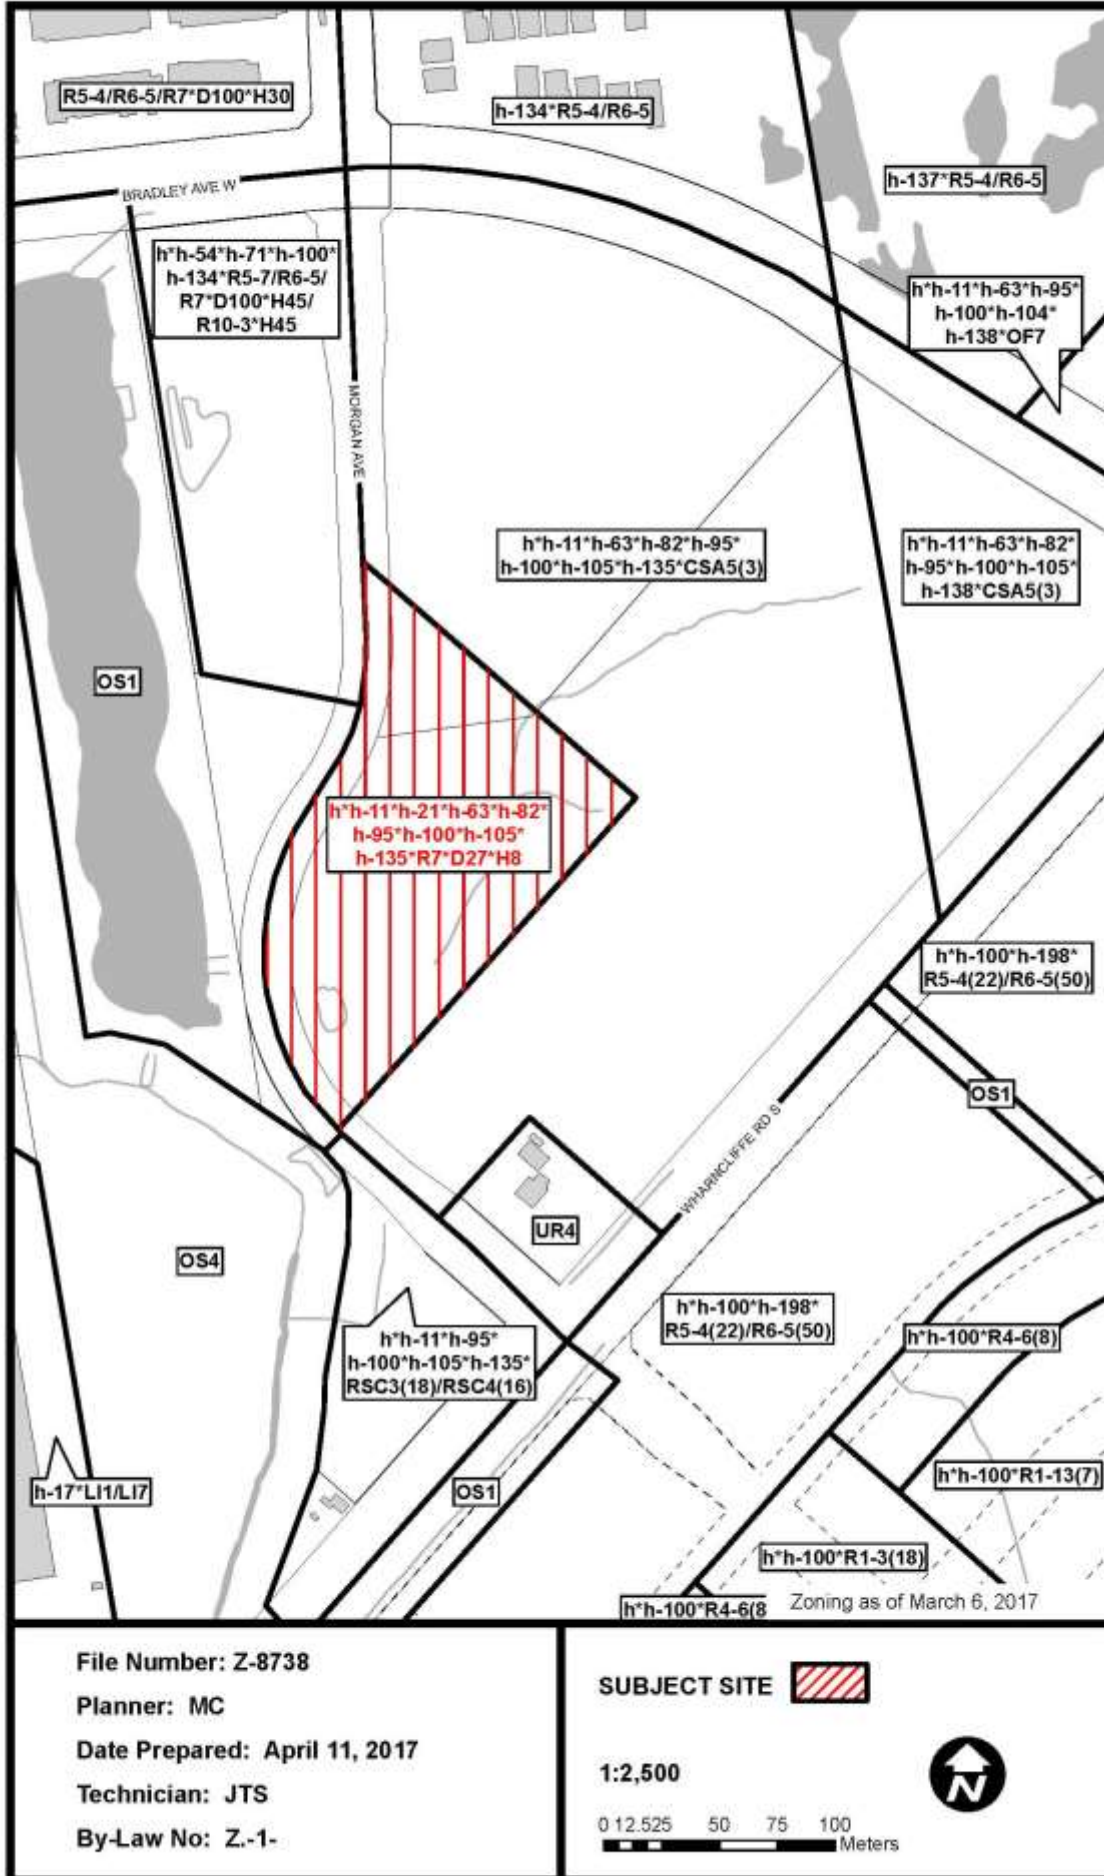 R5-4/R6-5/R7*D100*H30
h-134*R5-4/R6-5
h-137*R5-4/R6-5
BRADLEY AVE W
h*h-54*h-71*h-100*
h-134*R5-7/R6-5/
R7*D100*H45/
R10-3*H45
h*h-11*h-63*h-95*
h-100*h-104*
h-138*OF7
MORGAN AVE
h*h-11*h-63*h-82*h-95*
h-100*h-105*h-135*CSA5(3)
h*h-11*h-63*h-82*
h-95*h-100*h-105*
h-138*CSA5(3)
OS1
h*h-11*h-21*h-63*h-82*
h-95*h-100*h-105*
h-135*R7*D27*H8
h*h-100*h-198*
R5-4(22)/R6-5(50)
OS1
WHARNCLIFFE RD S
UR4
OS4
h*h-100*h-198*
R5-4(22)/R6-5(50)
h*h-100*R4-6(8)
h*h-11*h-95*
h-100*h-105*h-135*
RSC3(18)/RSC4(16)
h-17*LI1/LI7
OS1
h*h-100*R1-13(7)
h*h-100*R1-3(18)
h*h-100*R4-6(8
Zoning as of March 6, 2017
File Number: Z-8738
Planner: MC
Date Prepared: April 11, 2017
Technician: JTS
By-Law No: Z.-1-
SUBJECT SITE
1:2,500
N
0 12.525 50 75 100
Meters